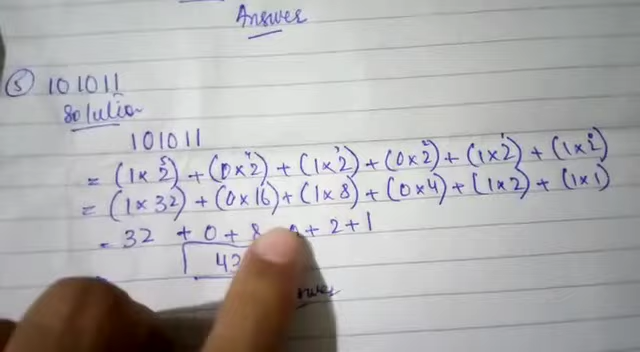 Answer
(5) 101011
Solution
101011
= (1×2⁵) + (0×2⁴) + (1×2³) + (0×2²) + (1×2¹) + (1×2⁰)
= (1×32) + (0×16) + (1×8) + (0×4) + (1×2) + (1×1)
= 32 + 0 + 8 + 2 + 1